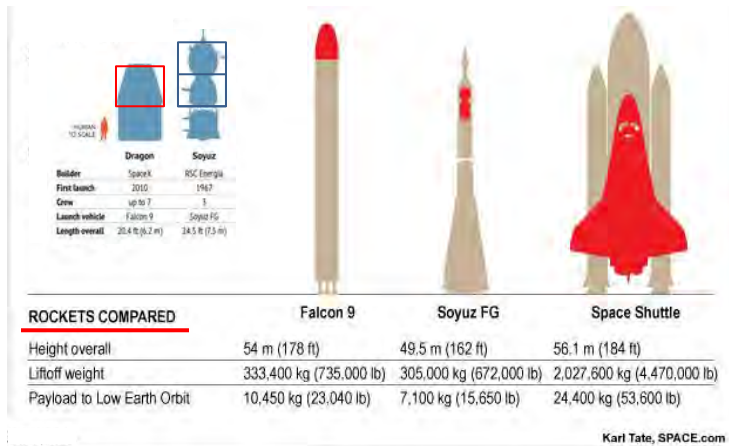 HUMAN
TO SCALE
Dragon Soyuz
Builder SpaceX RSC Energia
First launch 2010 1967
Crew up to 7 3
Launch vehicle Falcon 9 Soyuz FG
Length overall 20.4 ft (6.2 m) 24.5 ft (7.5 m)
ROCKETS COMPARED Falcon 9 Soyuz FG Space Shuttle
Height overall 54 m (178 ft) 49.5 m (162 ft) 56.1 m (184 ft)
Liftoff weight 333,400 kg (735,000 lb) 305,000 kg (672,000 lb) 2,027,600 kg (4,470,000 lb)
Payload to Low Earth Orbit 10,450 kg (23,040 lb) 7,100 kg (15,650 lb) 24,400 kg (53,600 lb)
Karl Tate, SPACE.com